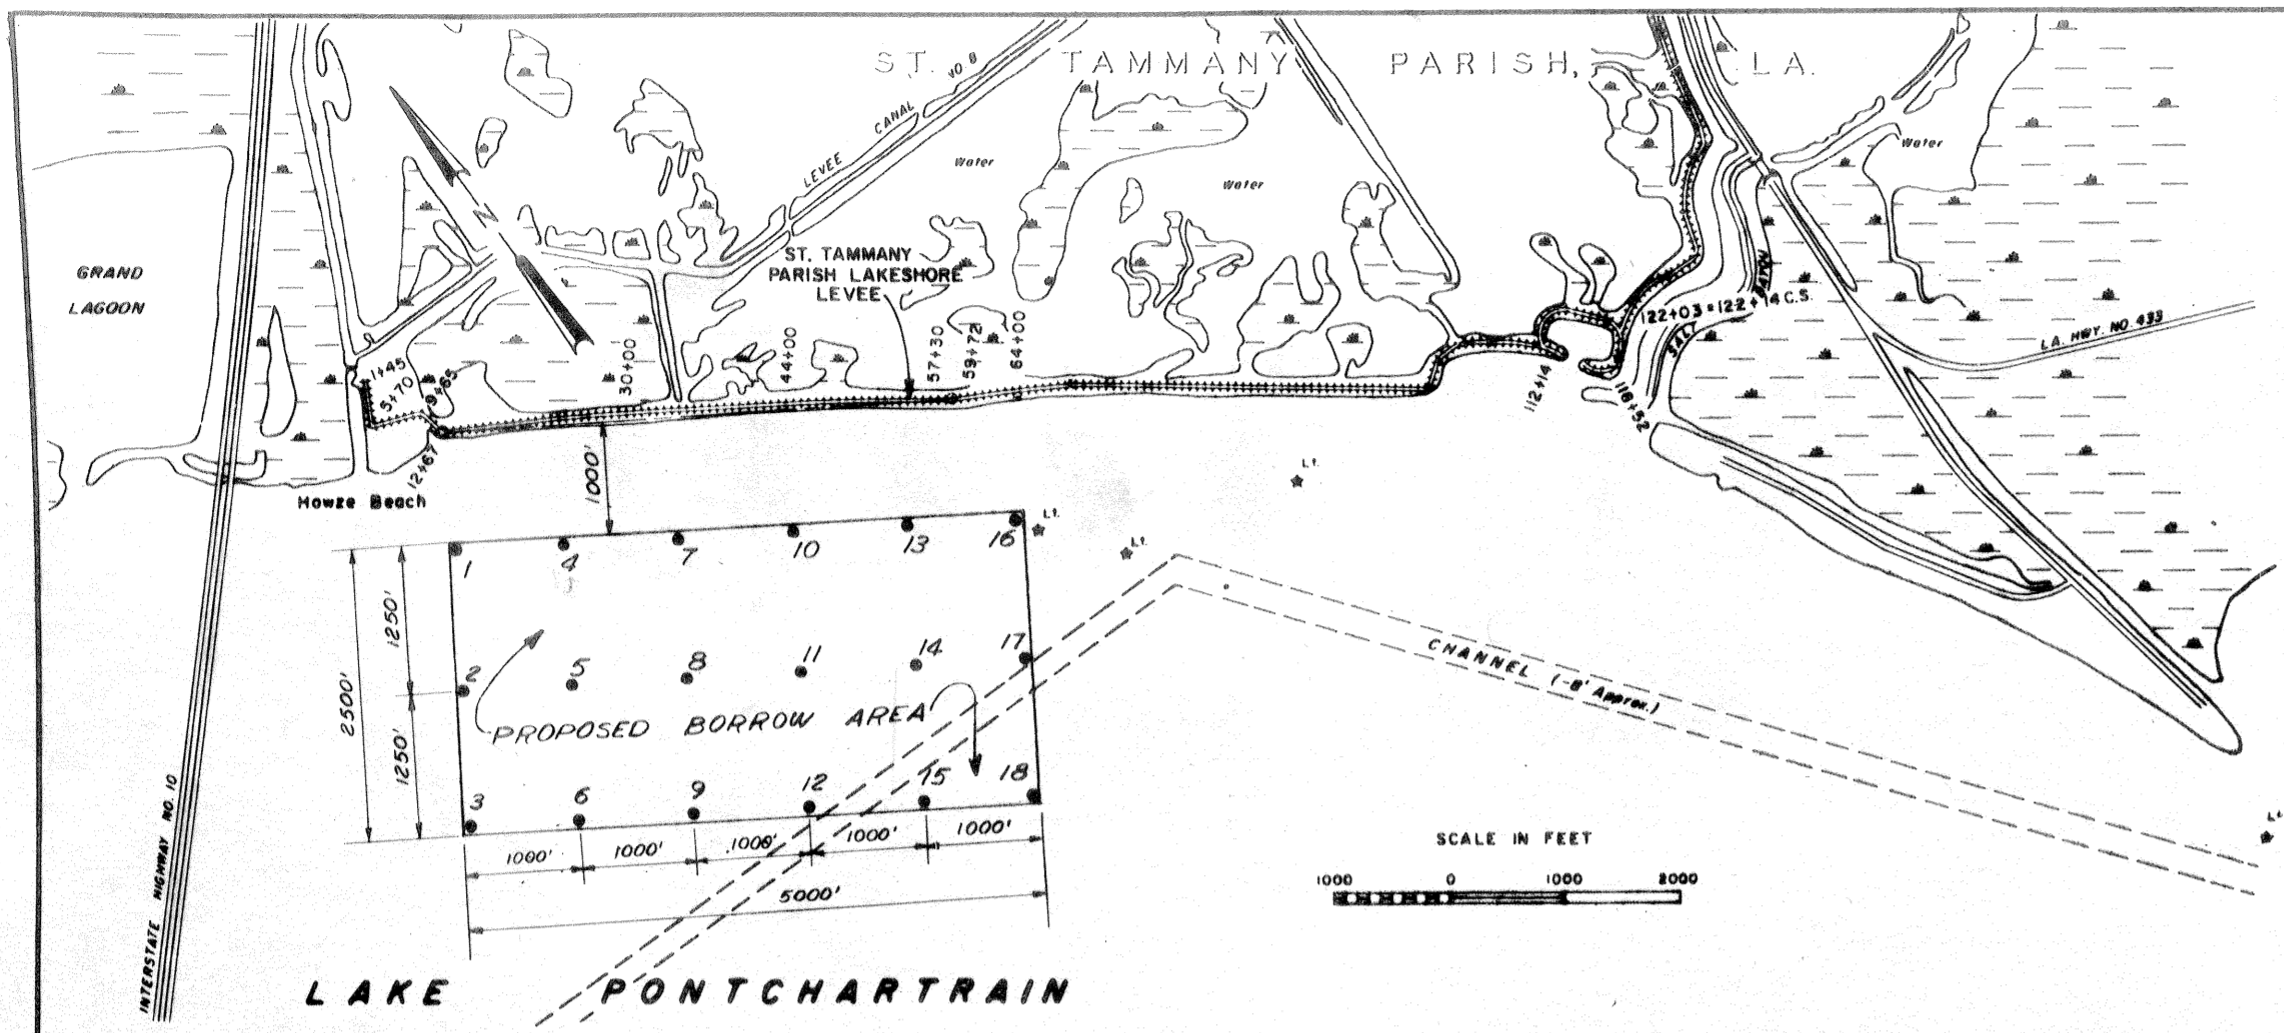 ST. TAMMANY PARISH, LA.
LEVEE CANAL NO. 8
Water
Water
Water
GRAND
LAGOON
N
ST. TAMMANY
PARISH LAKESHORE
LEVEE
BAYOU
SALT
122+03=122+14 C.S.
LA. HWY. NO. 433
1+45
5+70
9+65
12+67
30+00
44+00
57+30
59+72
64+00
112+14
118+52
Howze Beach
1000'
Lt.
Lt.
Lt.
1 4 7 10 13 16
1250'
2500'
2 5 8 11 14 17
PROPOSED BORROW AREA
1250'
3 6 9 12 15 18
1000' 1000' 1000' 1000' 1000'
5000'
CHANNEL (-8' Approx.)
Lt.
SCALE IN FEET
1000 0 1000 2000
INTERSTATE HIGHWAY NO. 10
LAKE PONTCHARTRAIN